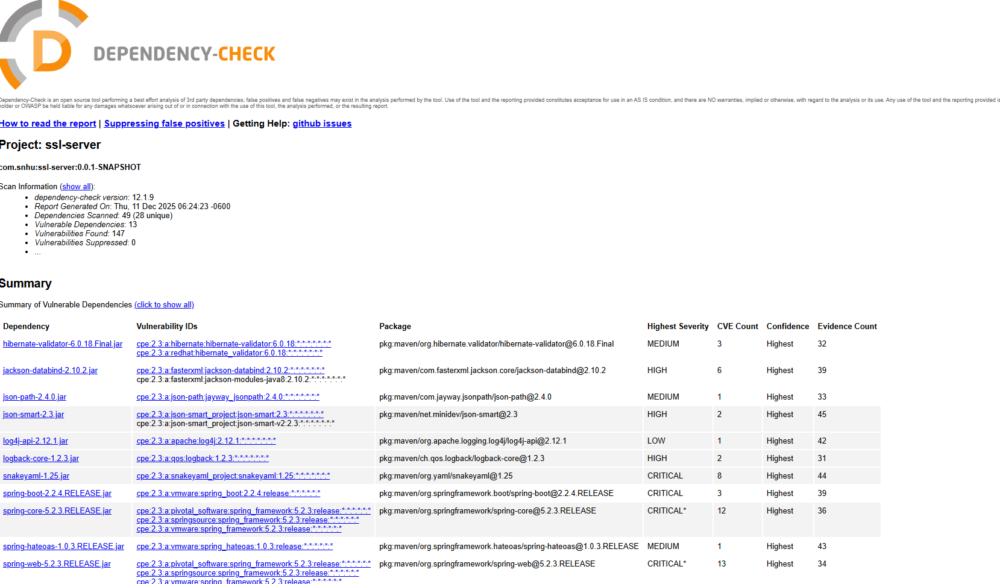 DEPENDENCY-CHECK
Dependency-Check is an open source tool performing a best effort analysis of 3rd party dependencies; false positives and false negatives may exist in the analysis performed by the tool. Use of the tool and the reporting provided constitutes acceptance for use in an AS IS condition, and there are NO warranties, implied or otherwise, with regard to the analysis or its use. Any use of the tool and the reporting provided is
holder or OWASP be held liable for any damages whatsoever arising out of or in connection with the use of this tool, the analysis performed, or the resulting report.
How to read the report | Suppressing false positives | Getting Help: github issues
Project: ssl-server
com.snhu:ssl-server:0.0.1-SNAPSHOT
Scan Information (show all):
• dependency-check version: 12.1.9
• Report Generated On: Thu, 11 Dec 2025 06:24:23 -0600
• Dependencies Scanned: 49 (28 unique)
• Vulnerable Dependencies: 13
• Vulnerabilities Found: 147
• Vulnerabilities Suppressed: 0
• ...
Summary
Summary of Vulnerable Dependencies (click to show all)
Dependency Vulnerability IDs Package Highest Severity CVE Count Confidence Evidence Count
hibernate-validator-6.0.18.Final.jar cpe:2.3:a:hibernate:hibernate-validator:6.0.18:*:*:*:*:*:*:* pkg:maven/org.hibernate.validator/hibernate-validator@6.0.18.Final MEDIUM 3 Highest 32
cpe:2.3:a:redhat:hibernate_validator:6.0.18:*:*:*:*:*:*:*
jackson-databind-2.10.2.jar cpe:2.3:a:fasterxml:jackson-databind:2.10.2:*:*:*:*:*:*:* pkg:maven/com.fasterxml.jackson.core/jackson-databind@2.10.2 HIGH 6 Highest 39
cpe:2.3:a:fasterxml:jackson-modules-java8:2.10.2:*:*:*:*:*:*:*
json-path-2.4.0.jar cpe:2.3:a:json-path:jayway_jsonpath:2.4.0:*:*:*:*:*:*:* pkg:maven/com.jayway.jsonpath/json-path@2.4.0 MEDIUM 1 Highest 33
json-smart-2.3.jar cpe:2.3:a:json-smart_project:json-smart:2.3:*:*:*:*:*:*:* pkg:maven/net.minidev/json-smart@2.3 HIGH 2 Highest 45
cpe:2.3:a:json-smart_project:json-smart-v2:2.3:*:*:*:*:*:*:*
log4j-api-2.12.1.jar cpe:2.3:a:apache:log4j:2.12.1:*:*:*:*:*:*:* pkg:maven/org.apache.logging.log4j/log4j-api@2.12.1 LOW 1 Highest 42
logback-core-1.2.3.jar cpe:2.3:a:qos:logback:1.2.3:*:*:*:*:*:*:* pkg:maven/ch.qos.logback/logback-core@1.2.3 HIGH 2 Highest 31
snakeyaml-1.25.jar cpe:2.3:a:snakeyaml_project:snakeyaml:1.25:*:*:*:*:*:*:* pkg:maven/org.yaml/snakeyaml@1.25 CRITICAL 8 Highest 44
spring-boot-2.2.4.RELEASE.jar cpe:2.3:a:vmware:spring_boot:2.2.4:release:*:*:*:*:*:* pkg:maven/org.springframework.boot/spring-boot@2.2.4.RELEASE CRITICAL 3 Highest 39
spring-core-5.2.3.RELEASE.jar cpe:2.3:a:pivotal_software:spring_framework:5.2.3:release:*:*:*:*:*:* pkg:maven/org.springframework/spring-core@5.2.3.RELEASE CRITICAL* 12 Highest 36
cpe:2.3:a:springsource:spring_framework:5.2.3:release:*:*:*:*:*:*
cpe:2.3:a:vmware:spring_framework:5.2.3:release:*:*:*:*:*:*
spring-hateoas-1.0.3.RELEASE.jar cpe:2.3:a:vmware:spring_hateoas:1.0.3:release:*:*:*:*:*:* pkg:maven/org.springframework.hateoas/spring-hateoas@1.0.3.RELEASE MEDIUM 1 Highest 43
spring-web-5.2.3.RELEASE.jar cpe:2.3:a:pivotal_software:spring_framework:5.2.3:release:*:*:*:*:*:* pkg:maven/org.springframework/spring-web@5.2.3.RELEASE CRITICAL* 13 Highest 34
cpe:2.3:a:springsource:spring_framework:5.2.3:release:*:*:*:*:*:*
cpe:2.3:a:vmware:spring_framework:5.2.3:release:*:*:*:*:*:*